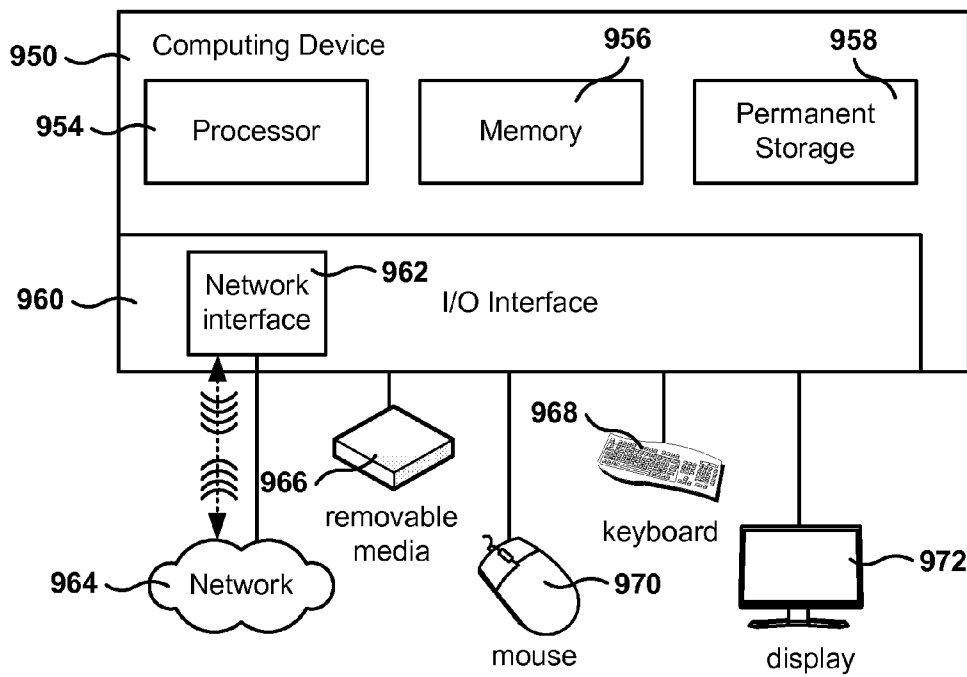 950
Computing Device
956
958
954
Processor
Memory
Permanent
Storage
960
Network
interface
962
I/O Interface
966
removable
media
968
keyboard
964
Network
970
mouse
972
display